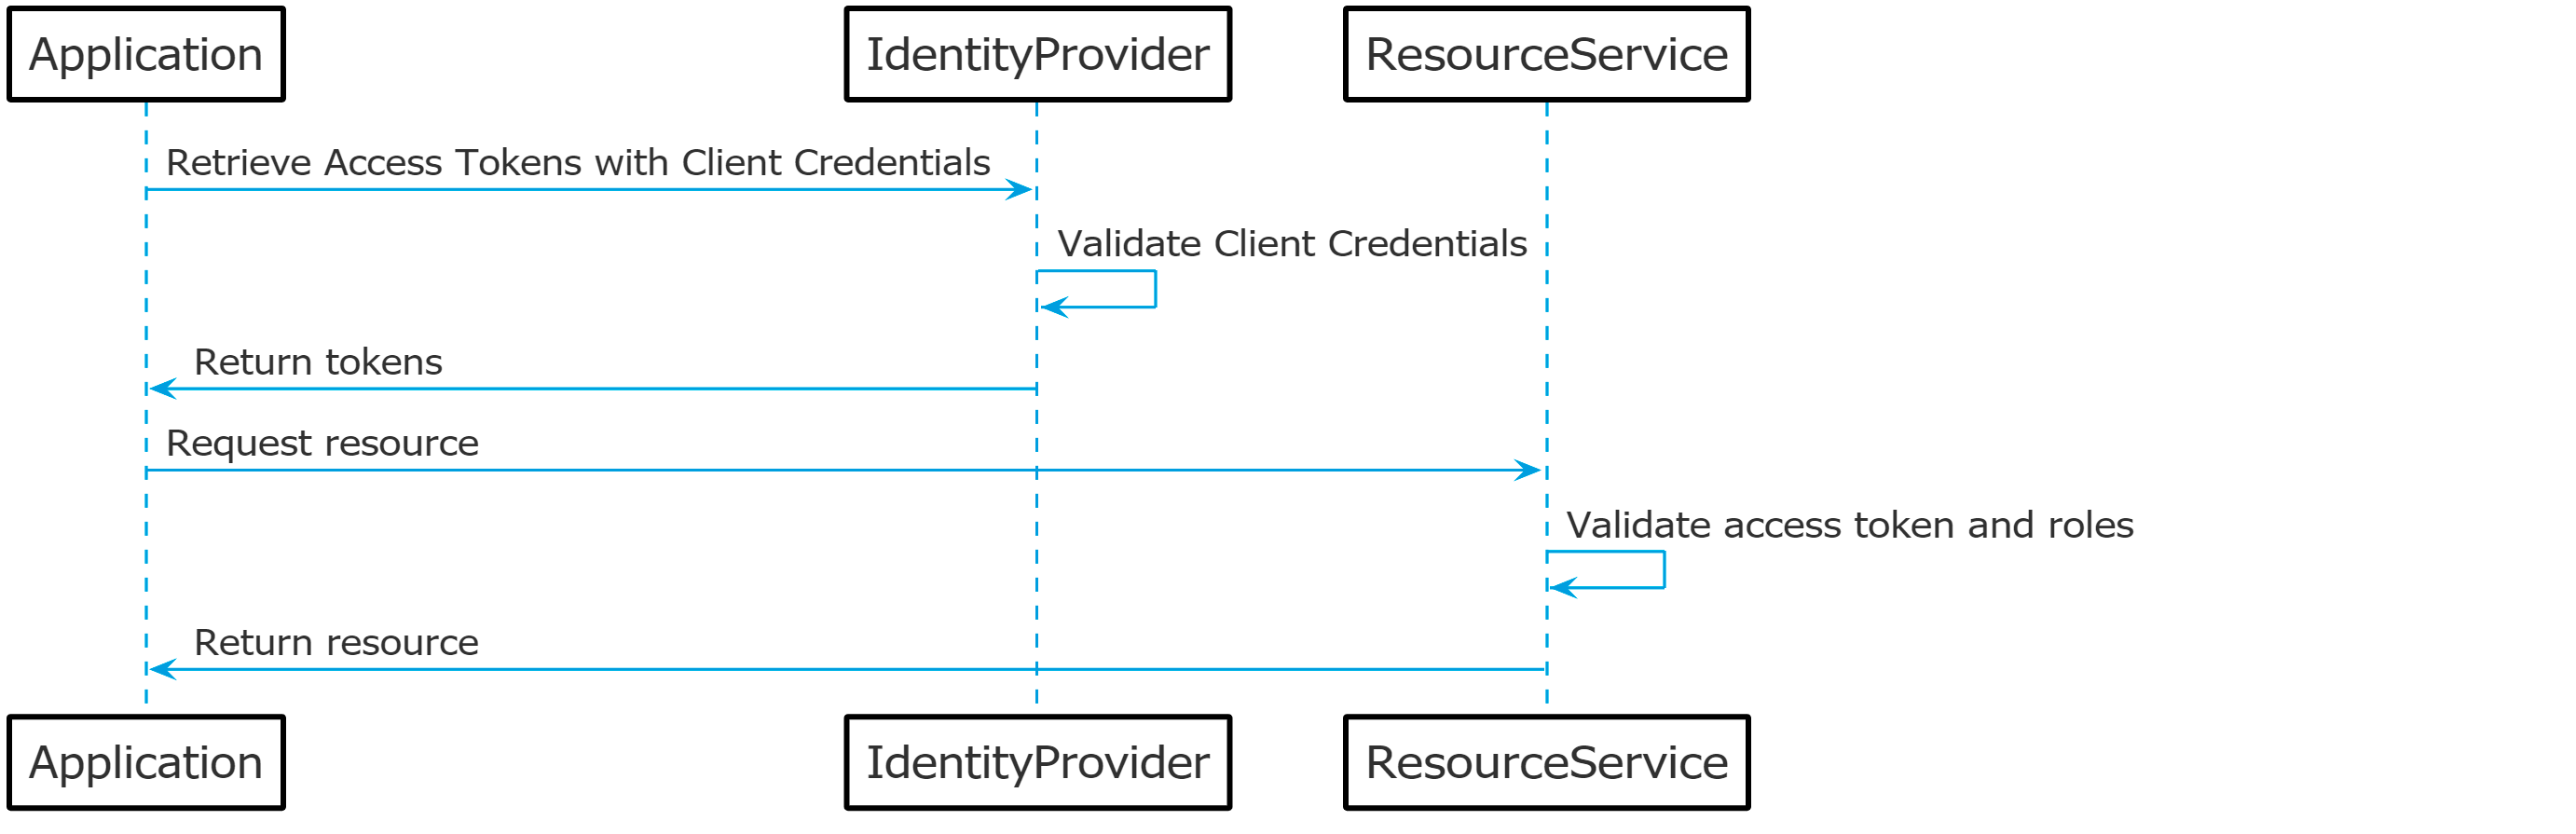 Application
IdentityProvider
ResourceService
Retrieve Access Tokens with Client Credentials
Validate Client Credentials
Return tokens
Request resource
Validate access token and roles
Return resource
Application
IdentityProvider
ResourceService